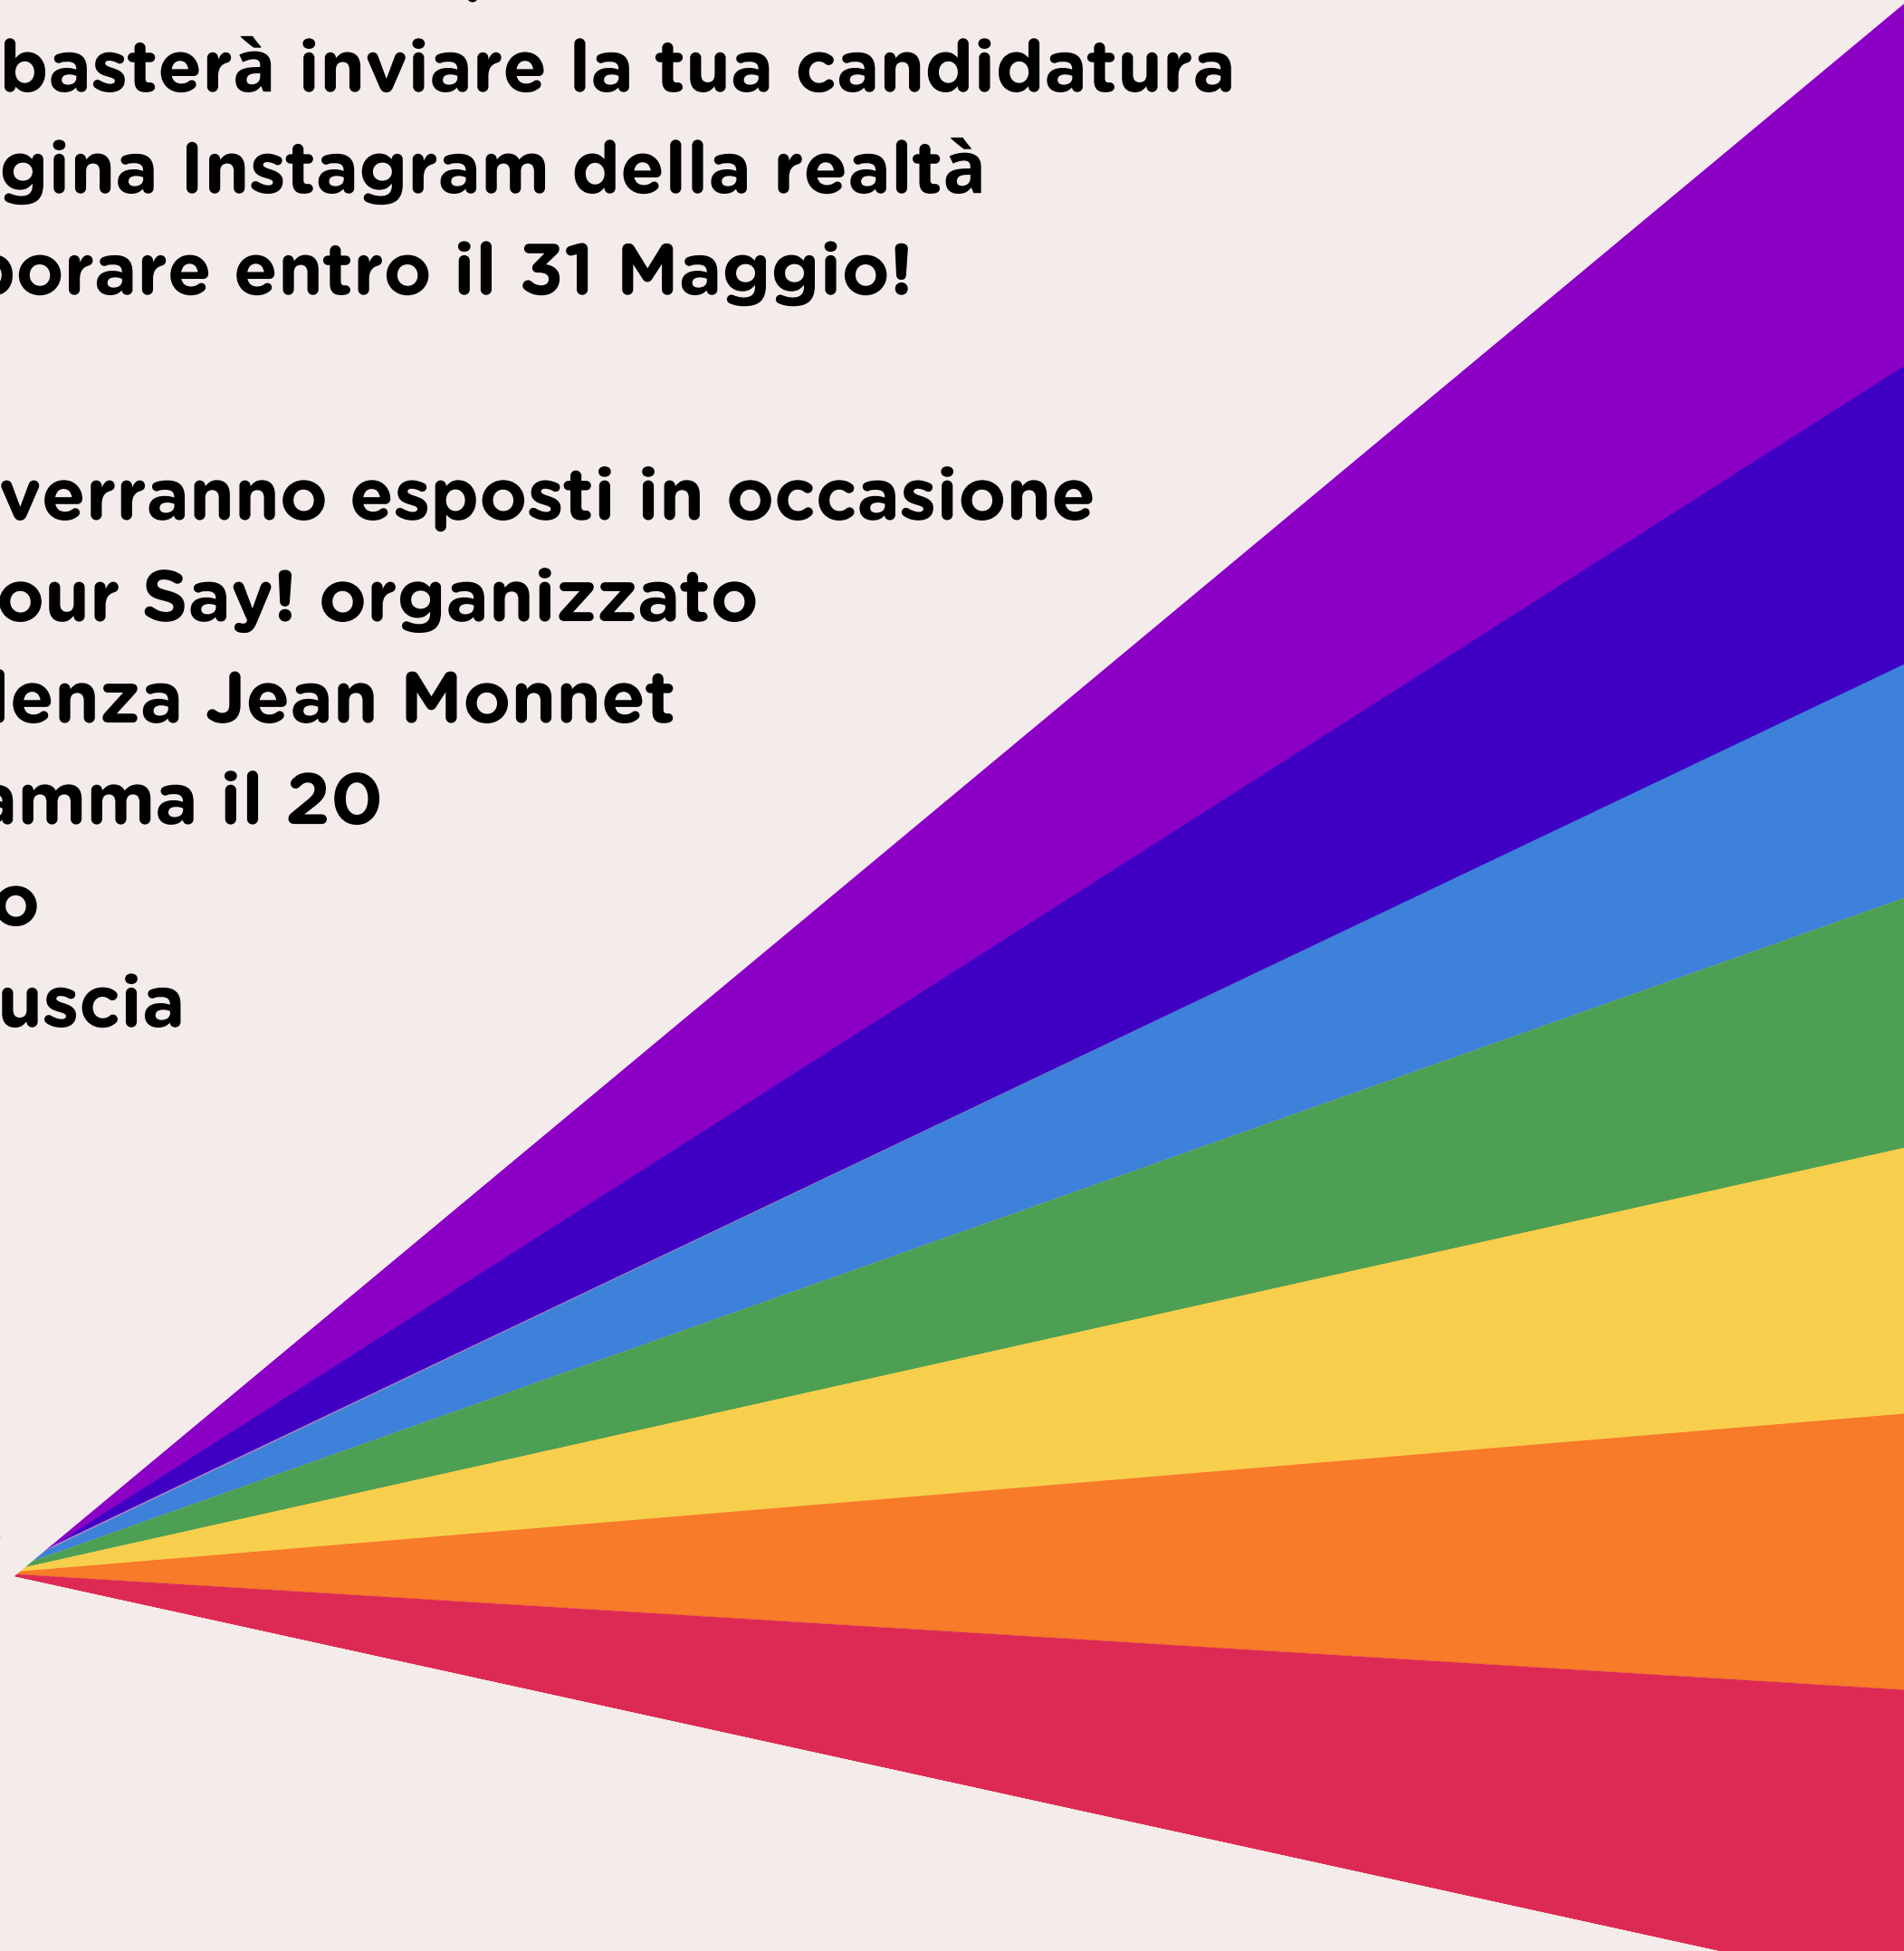 basterà inviare la tua candidatura
gina Instagram della realtà
borare entro il 31 Maggio!
verranno esposti in occasione
our Say! organizzato
lenza Jean Monnet
amma il 20
o
uscia